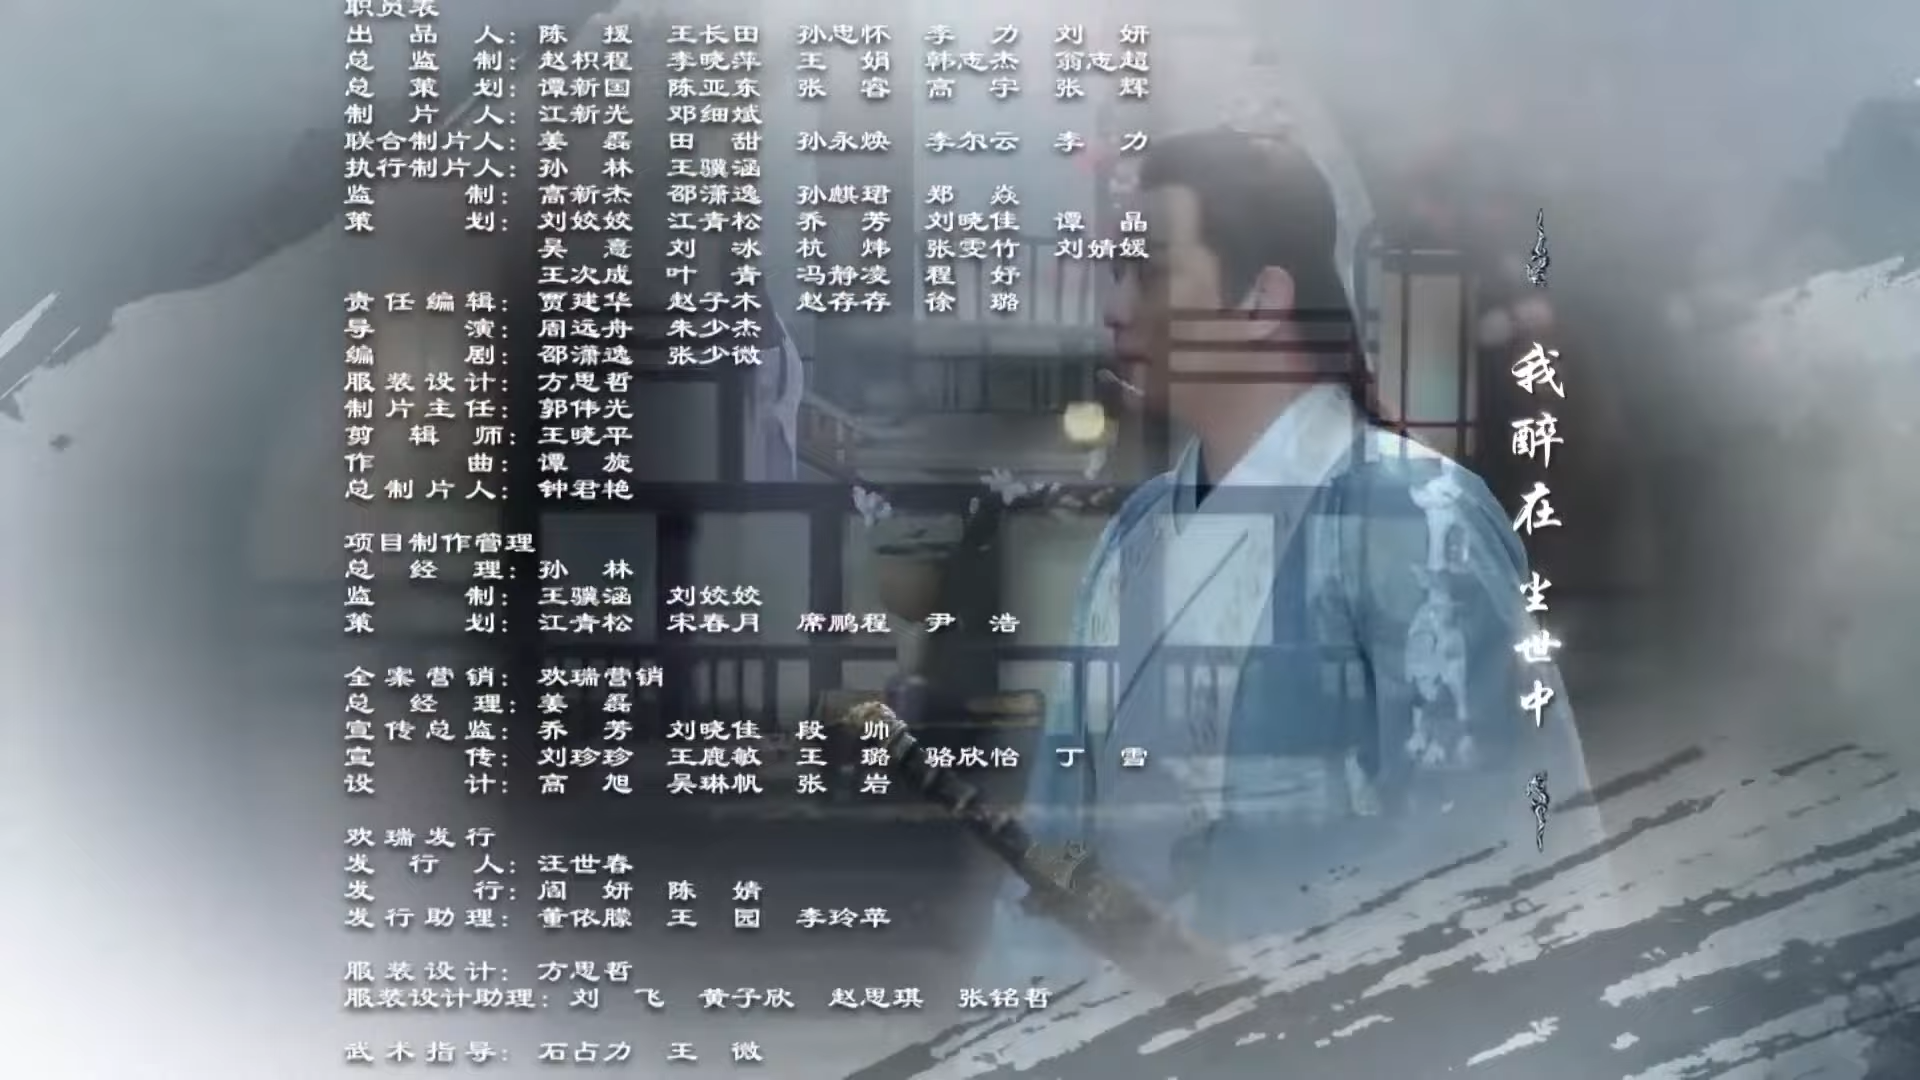 职员表
出品人：陈援 王长田 孙思怀 李力 刘妍
总监制：赵枳程 李晓萍 王娟 韩志杰 翁志超
总策划：谭新国 陈亚东 张容 高宇 张辉
制片人：江新光 邓细斌
联合制片人：姜磊 田甜 孙永焕 李尔云 李力
执行制片人：孙林 王骥涵
监制：高新杰 邵潇逸 孙麒珺 郑焱
策划：刘姣姣 江青松 乔芳 刘晓佳 谭晶
吴意 刘冰 杭炜 张雯竹 刘婧媛
王次成 叶青 冯静凌 程妤
责任编辑：贾建华 赵子木 赵存存 徐璐
导演：周远舟 朱少杰
编剧：邵潇逸 张少微
服装设计：方思哲
制片主任：郭伟光
剪辑师：王晓平
作曲：谭旋
总制片人：钟君艳
项目制作管理
总经理：孙林
监制：王骥涵 刘姣姣
策划：江青松 宋春月 席鹏程 尹浩
全案营销：欢瑞营销
总经理：姜磊
宣传总监：乔芳 刘晓佳 段帅
宣传：刘珍珍 王鹿敏 王璐 骆欣怡 丁雪
设计：高旭 吴琳帆 张岩
欢瑞发行
发行人：汪世春
发行：阎妍 陈婧
发行助理：董依朦 王园 李玲苹
服装设计：方思哲
服装设计助理：刘飞 黄子欣 赵思琪 张铭哲
武术指导：石占力 王微
我醉在尘世中